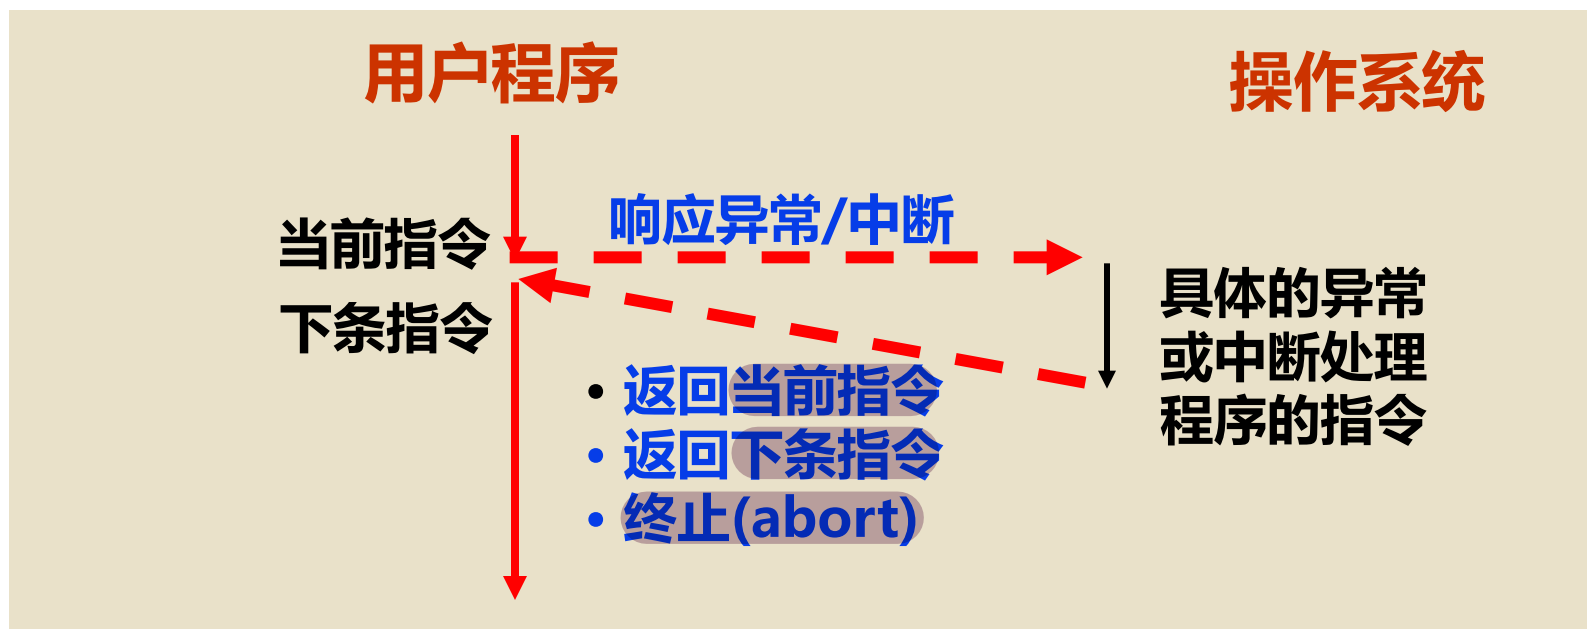 用户程序
操作系统
响应异常/中断
当前指令
下条指令
具体的异常
或中断处理
程序的指令
• 返回当前指令
• 返回下条指令
• 终止(abort)